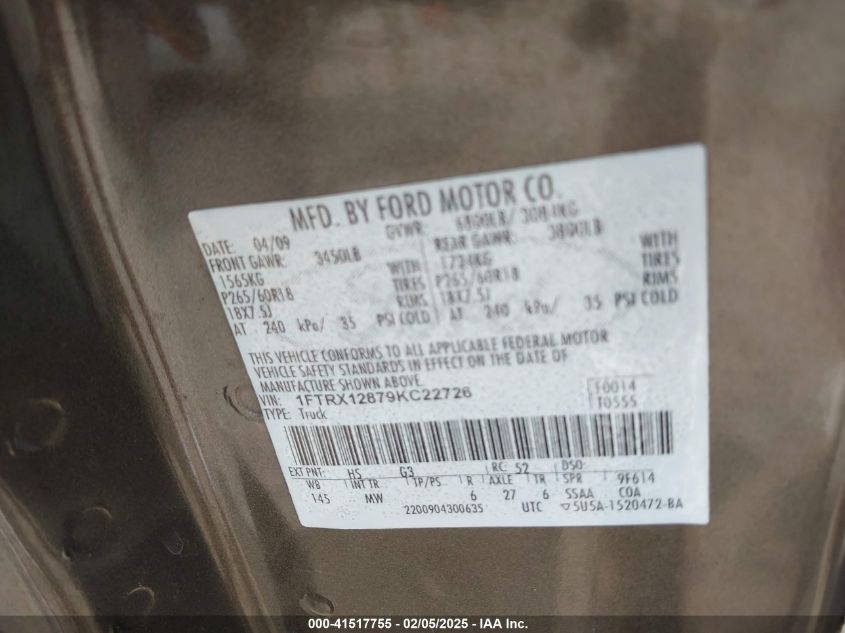 MFD. BY FORD MOTOR CO.
DATE: 04/09 GVWR: 6800LB/ 3084KG
FRONT GAWR: 3450LB REAR GAWR: 3800LB
1565KG WITH 1724KG WITH
P265/60R18 TIRES P265/60R18 TIRES
18X7.5J RIMS 18X7.5J RIMS
AT 240 kPa/ 35 PSI COLD AT 240 kPa/ 35 PSI COLD
THIS VEHICLE CONFORMS TO ALL APPLICABLE FEDERAL MOTOR
VEHICLE SAFETY STANDARDS IN EFFECT ON THE DATE OF
MANUFACTURE SHOWN ABOVE.
VIN: 1FTRX12879KC22726 F0014
TYPE: Truck T0555
EXT PNT: HS G3 RC: 52 DSO:
WB INT TR TP/PS R AXLE TR SPR 9F614
145 MW 6 27 6 SSAA COA
2200904300635 UTC ▽5U5A-1520472-BA
000-41517755 - 02/05/2025 - IAA Inc.